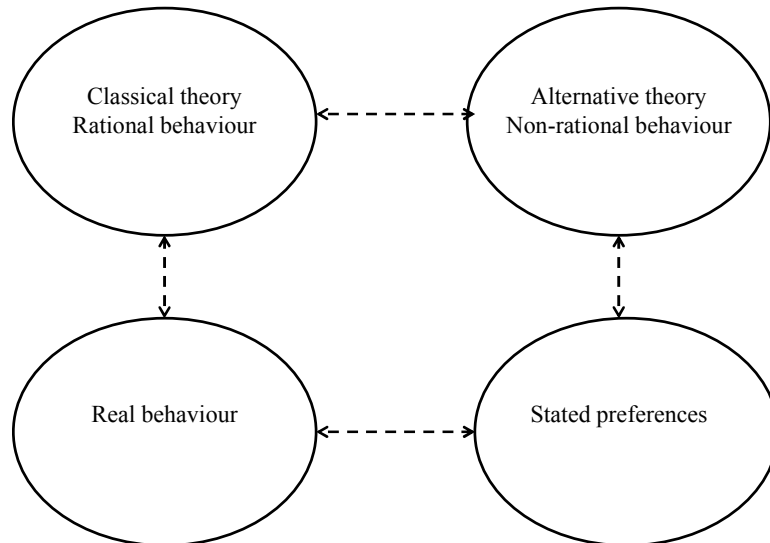 Classical theory
Rational behaviour
Alternative theory
Non-rational behaviour
Real behaviour
Stated preferences